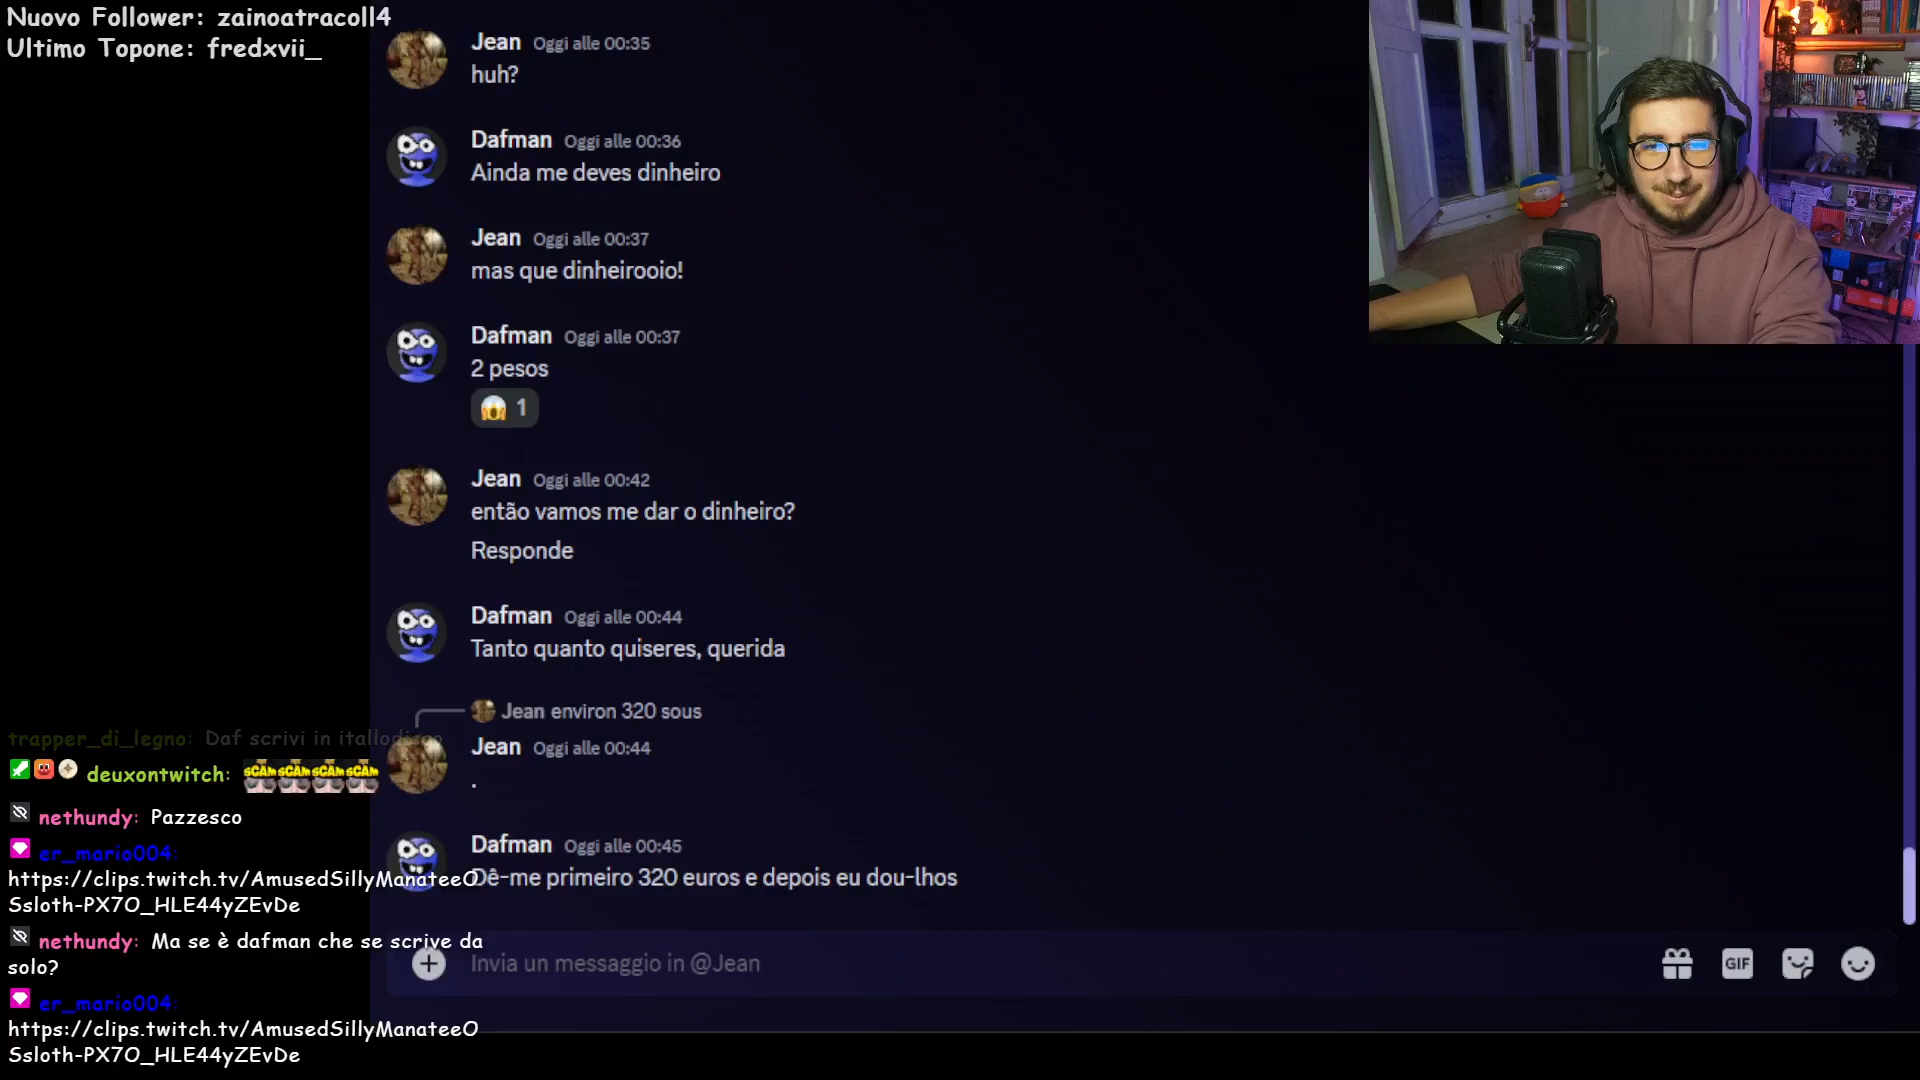 Nuovo Follower: zainoatracoll4
Ultimo Topone: fredxvii_
Jean Oggi alle 00:35
huh?
Dafman Oggi alle 00:36
Ainda me deves dinheiro
Jean Oggi alle 00:37
mas que dinheirooio!
Dafman Oggi alle 00:37
2 pesos
1
Jean Oggi alle 00:42
então vamos me dar o dinheiro?
Responde
Dafman Oggi alle 00:44
Tanto quanto quiseres, querida
Jean environ 320 sous
Jean Oggi alle 00:44
.
Dafman Oggi alle 00:45
Dê-me primeiro 320 euros e depois eu dou-lhos
Invia un messaggio in @Jean
GIF
trapper_di_legno: Daf scrivi in
deuxontwitch: SCAM SCAM SCAM SCAM
nethundy: Pazzesco
er_mario004:
https://clips.twitch.tv/AmusedSillyManateeO
Ssloth-PX7O_HLE44yZEvDe
nethundy: Ma se è dafman che se scrive da
solo?
er_mario004:
https://clips.twitch.tv/AmusedSillyManateeO
Ssloth-PX7O_HLE44yZEvDe